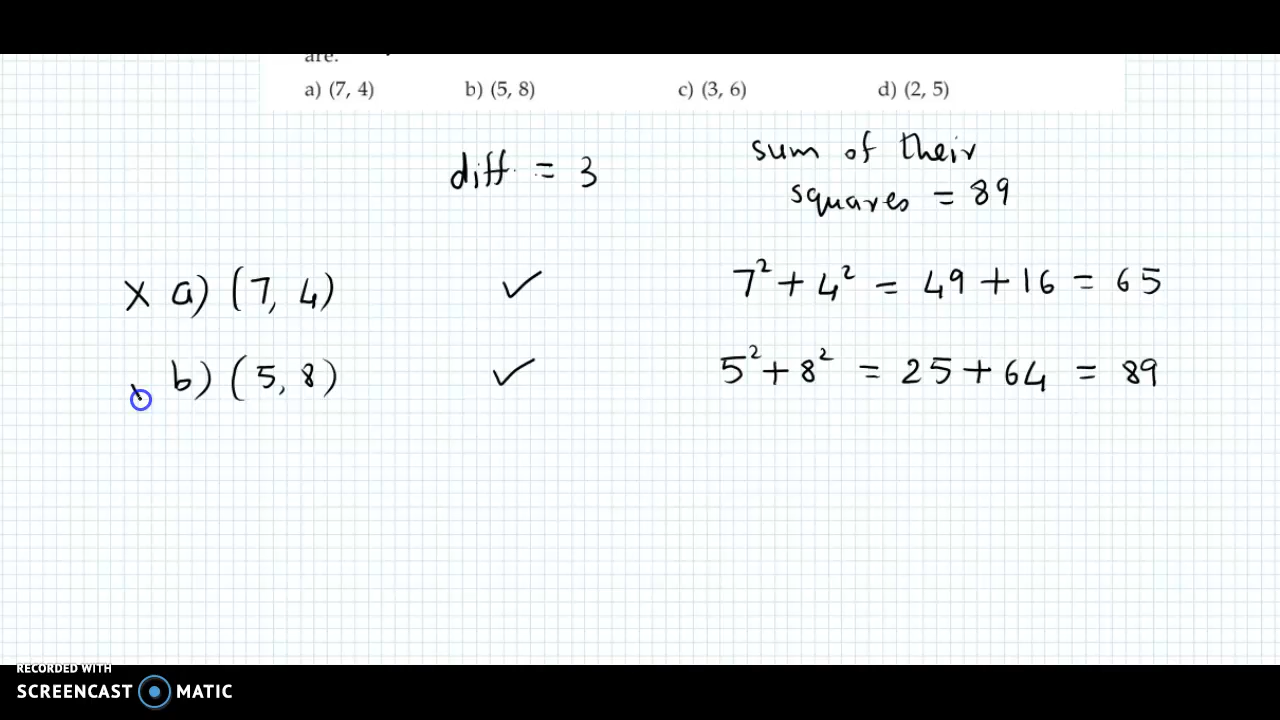 are.
a) (7, 4) b) (5, 8) c) (3, 6) d) (2, 5)
diff = 3
sum of their
squares = 89
X a) (7, 4) ✓ 7² + 4² = 49 + 16 = 65
b) (5, 8) ✓ 5² + 8² = 25 + 64 = 89
RECORDED WITH
SCREENCAST MATIC